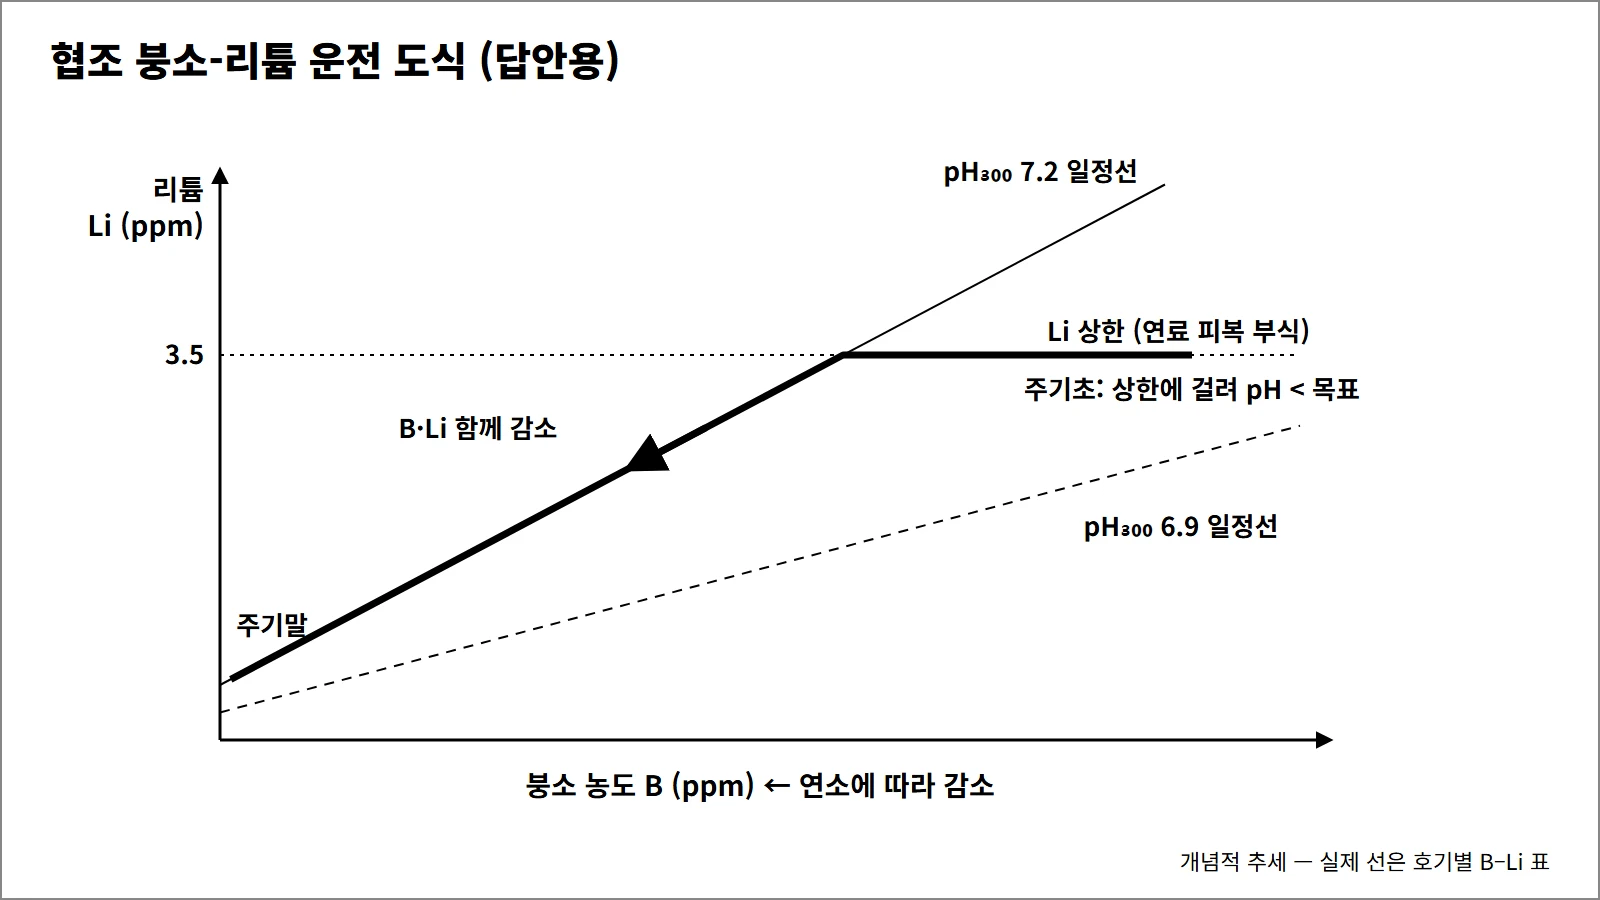 협조 붕소-리튬 운전 도식 (답안용)
리튬
Li (ppm)
pH₃₀₀ 7.2 일정선
Li 상한 (연료 피복 부식)
3.5
주기초: 상한에 걸려 pH < 목표
B·Li 함께 감소
pH₃₀₀ 6.9 일정선
주기말
붕소 농도 B (ppm) ← 연소에 따라 감소
개념적 추세 — 실제 선은 호기별 B–Li 표